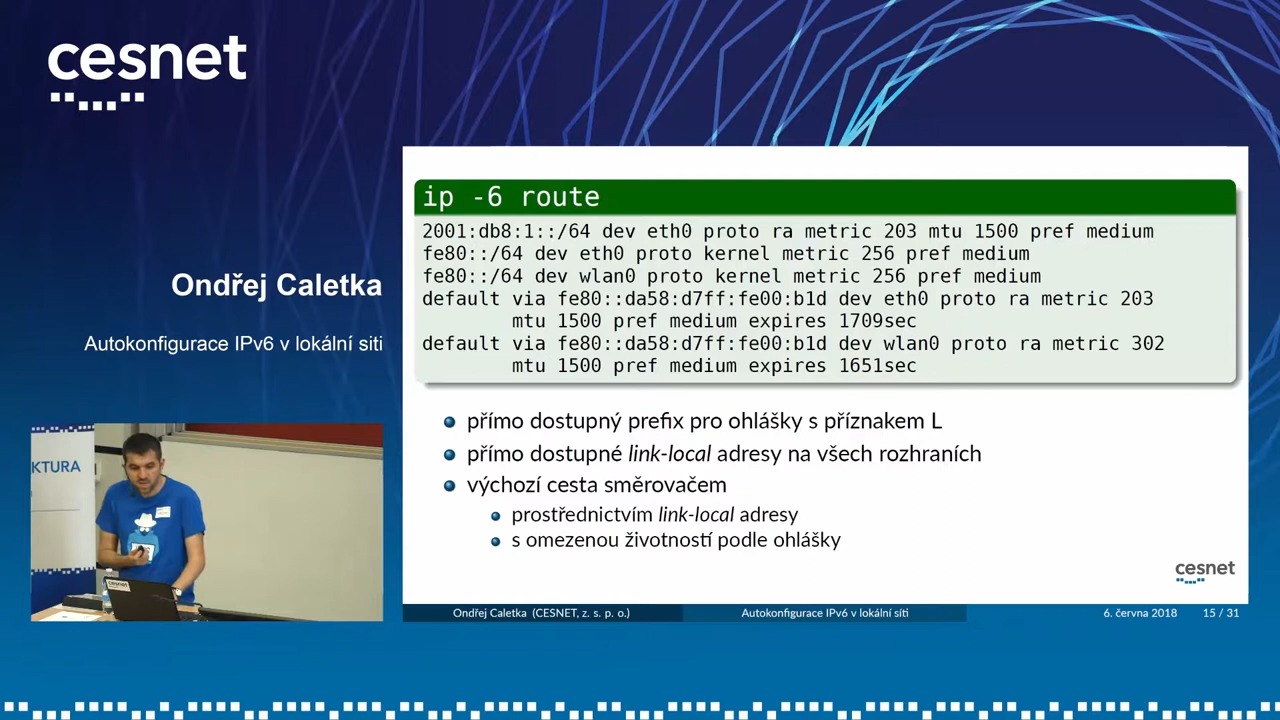 cesnet
Ondřej Caletka
Autokonfigurace IPv6 v lokální siti
KTURA
cesnet
ip -6 route
2001:db8:1::/64 dev eth0 proto ra metric 203 mtu 1500 pref medium
fe80::/64 dev eth0 proto kernel metric 256 pref medium
fe80::/64 dev wlan0 proto kernel metric 256 pref medium
default via fe80::da58:d7ff:fe00:b1d dev eth0 proto ra metric 203
mtu 1500 pref medium expires 1709sec
default via fe80::da58:d7ff:fe00:b1d dev wlan0 proto ra metric 302
mtu 1500 pref medium expires 1651sec
přímo dostupný prefix pro ohlášky s příznakem L
přímo dostupné link-local adresy na všech rozhraních
výchozí cesta směrovačem
prostřednictvím link-local adresy
s omezenou životností podle ohlášky
cesnet
Ondřej Caletka (CESNET, z. s. p. o.) Autokonfigurace IPv6 v lokální síti 6. června 2018 15 / 31